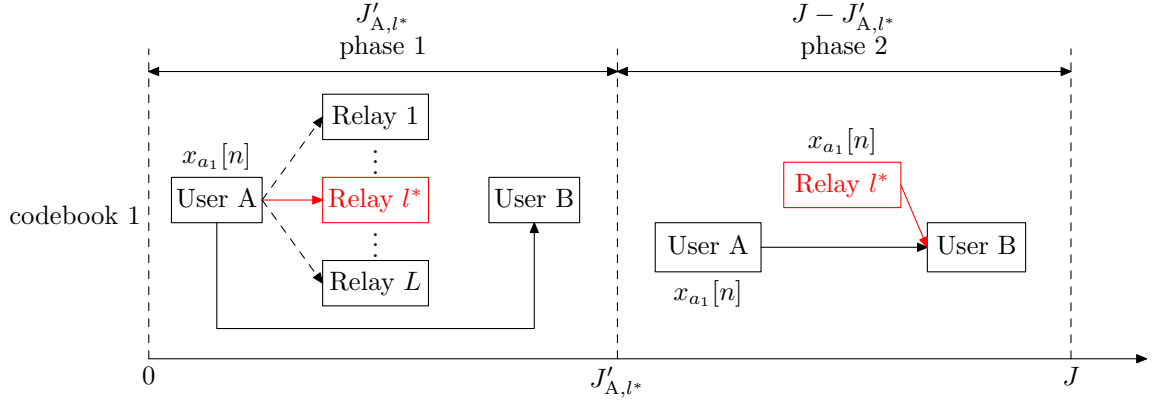 J′_{A,l*}
phase 1
J − J′_{A,l*}
phase 2
Relay 1
x_{a_1}[n]
⋮
User A
Relay l*
User B
⋮
Relay L
codebook 1
x_{a_1}[n]
Relay l*
User A
User B
x_{a_1}[n]
0
J′_{A,l*}
J